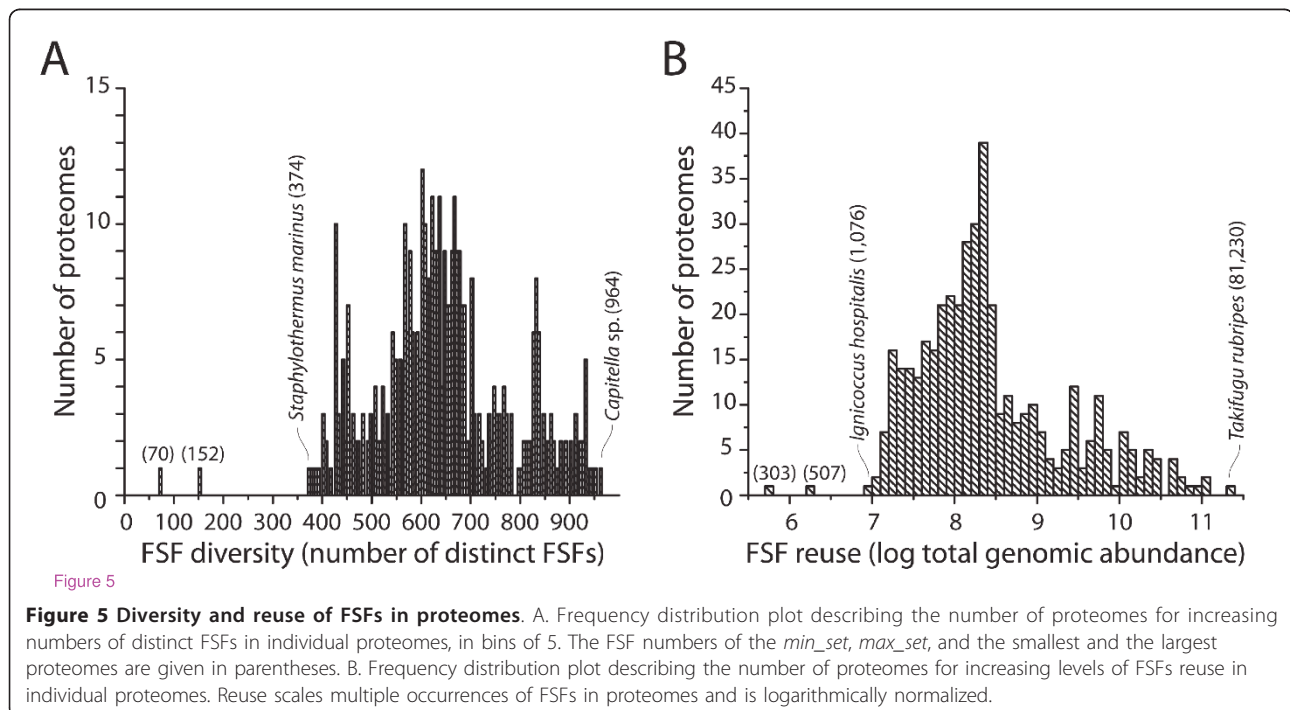 A
15
10
5
0
Number of proteomes
Staphylothermus marinus (374)
Capitella sp. (964)
(70) (152)
0 100 200 300 400 500 600 700 800 900
FSF diversity (number of distinct FSFs)
B
45
40
35
30
25
20
15
10
5
0
Number of proteomes
Ignicoccus hospitalis (1,076)
Takifugu rubripes (81,230)
(303) (507)
6 7 8 9 10 11
FSF reuse (log total genomic abundance)
Figure 5
Figure 5 Diversity and reuse of FSFs in proteomes. A. Frequency distribution plot describing the number of proteomes for increasing
numbers of distinct FSFs in individual proteomes, in bins of 5. The FSF numbers of the min_set, max_set, and the smallest and the largest
proteomes are given in parentheses. B. Frequency distribution plot describing the number of proteomes for increasing levels of FSFs reuse in
individual proteomes. Reuse scales multiple occurrences of FSFs in proteomes and is logarithmically normalized.